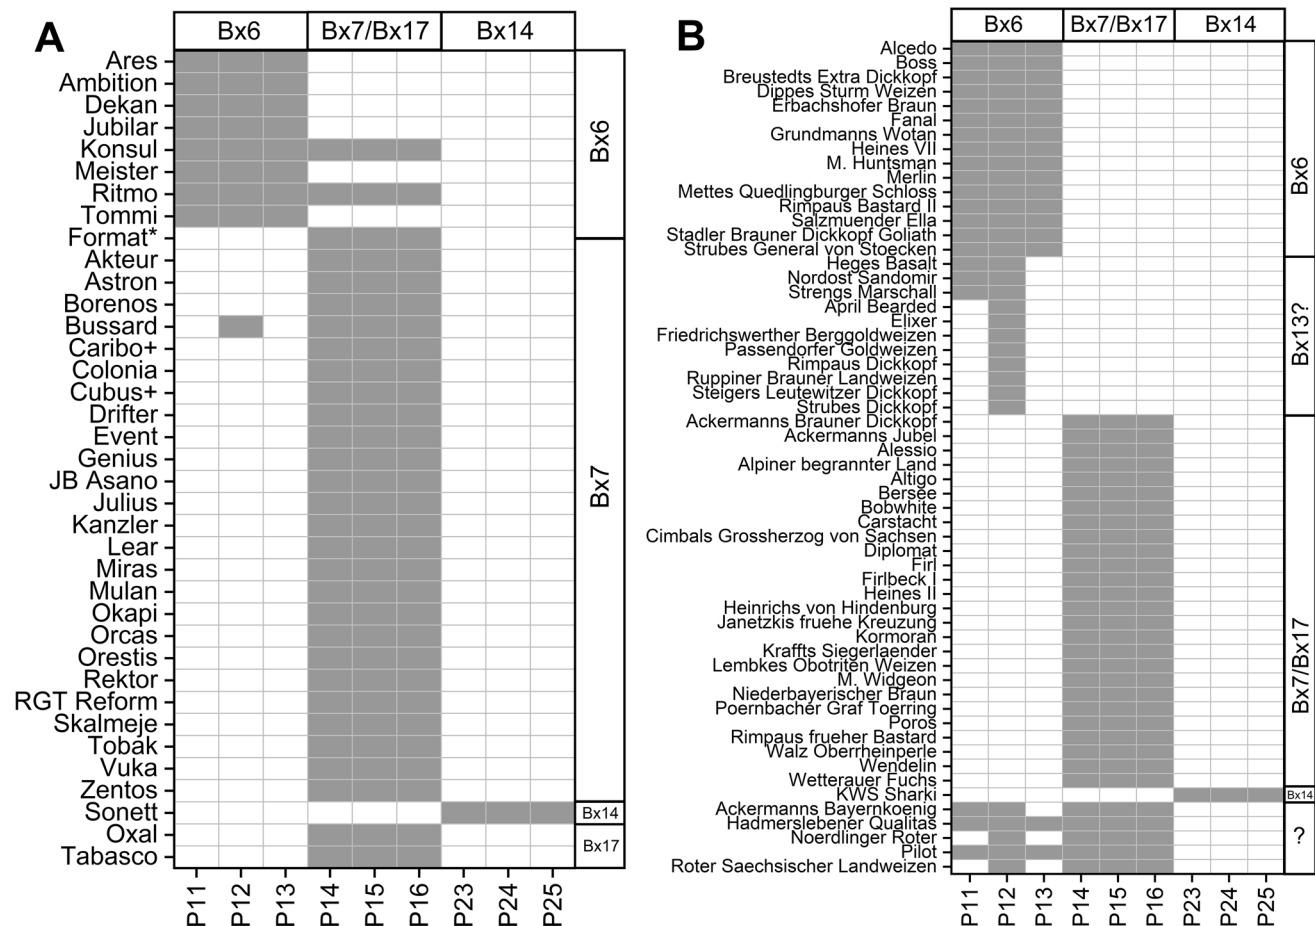 A
Bx6 Bx7/Bx17 Bx14
Ares
Ambition
Dekan
Jubilar
Konsul
Meister
Ritmo
Tommi
Format*
Akteur
Astron
Borenos
Bussard
Caribo+
Colonia
Cubus+
Drifter
Event
Genius
JB Asano
Julius
Kanzler
Lear
Miras
Mulan
Okapi
Orcas
Orestis
Rektor
RGT Reform
Skalmeje
Tobak
Vuka
Zentos
Sonett
Oxal
Tabasco
Bx6
Bx7
Bx14
Bx17
P11 P12 P13 P14 P15 P16 P23 P24 P25
B
Bx6 Bx7/Bx17 Bx14
Alcedo
Boss
Breustedts Extra Dickkopf
Dippes Sturm Weizen
Erbachshofer Braun
Fanal
Grundmanns Wotan
Heines VII
M. Huntsman
Merlin
Mettes Quedlingburger Schloss
Rimpaus Bastard II
Salzmuender Ella
Stadler Brauner Dickkopf Goliath
Strubes General von Stoecken
Heges Basalt
Nordost Sandomir
Strengs Marschall
April Bearded
Elixer
Friedrichswerther Berggoldweizen
Passendorfer Goldweizen
Rimpaus Dickkopf
Ruppiner Brauner Landweizen
Steigers Leutewitzer Dickkopf
Strubes Dickkopf
Ackermanns Brauner Dickkopf
Ackermanns Jubel
Alessio
Alpiner begrannter Land
Altigo
Bersee
Bobwhite
Carstacht
Cimbals Grossherzog von Sachsen
Diplomat
Firl
Firlbeck I
Heines II
Heinrichs von Hindenburg
Janetzkis fruehe Kreuzung
Kormoran
Kraffts Siegerlaender
Lembkes Obotriten Weizen
M. Widgeon
Niederbayerischer Braun
Poernbacher Graf Toerring
Poros
Rimpaus frueher Bastard
Walz Oberrheinperle
Wendelin
Wetterauer Fuchs
KWS Sharki
Ackermanns Bayernkoenig
Hadmerslebener Qualitas
Noerdlinger Roter
Pilot
Roter Saechsischer Landweizen
Bx6
Bx13?
Bx7/Bx17
Bx14
?
P11 P12 P13 P14 P15 P16 P23 P24 P25